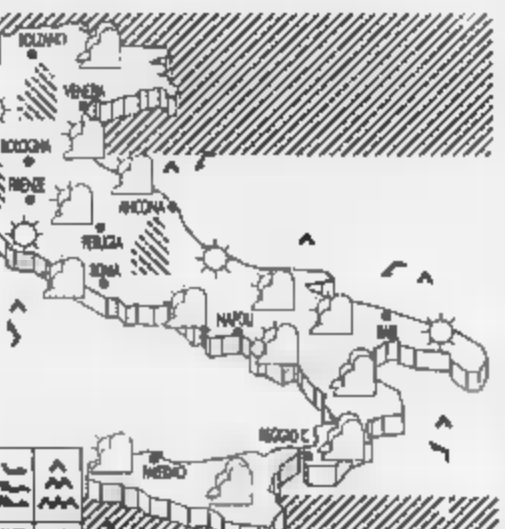 BOLZANO
VENEZIA
BOLOGNA
FIRENZE
ANCONA
PERUGIA
ROMA
NAPOLI
BARI
REGGIO C.
PALERMO